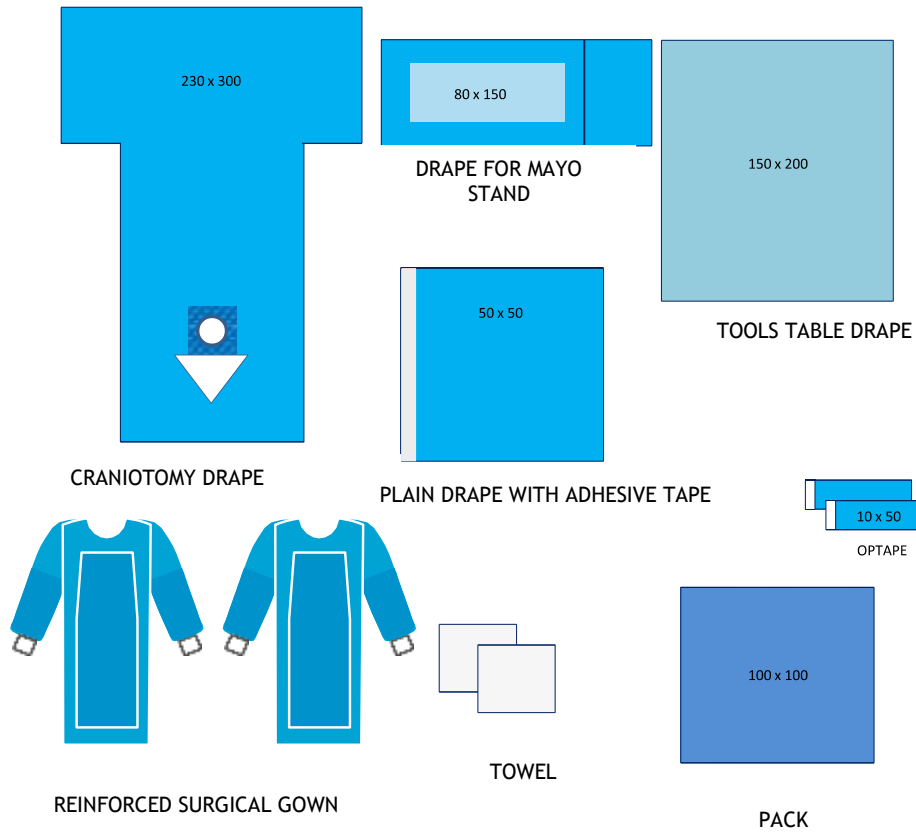 230 x 300
80 x 150
DRAPE FOR MAYO
STAND
150 x 200
TOOLS TABLE DRAPE
50 x 50
CRANIOTOMY DRAPE
PLAIN DRAPE WITH ADHESIVE TAPE
10 x 50
OPTAPE
100 x 100
TOWEL
REINFORCED SURGICAL GOWN
PACK